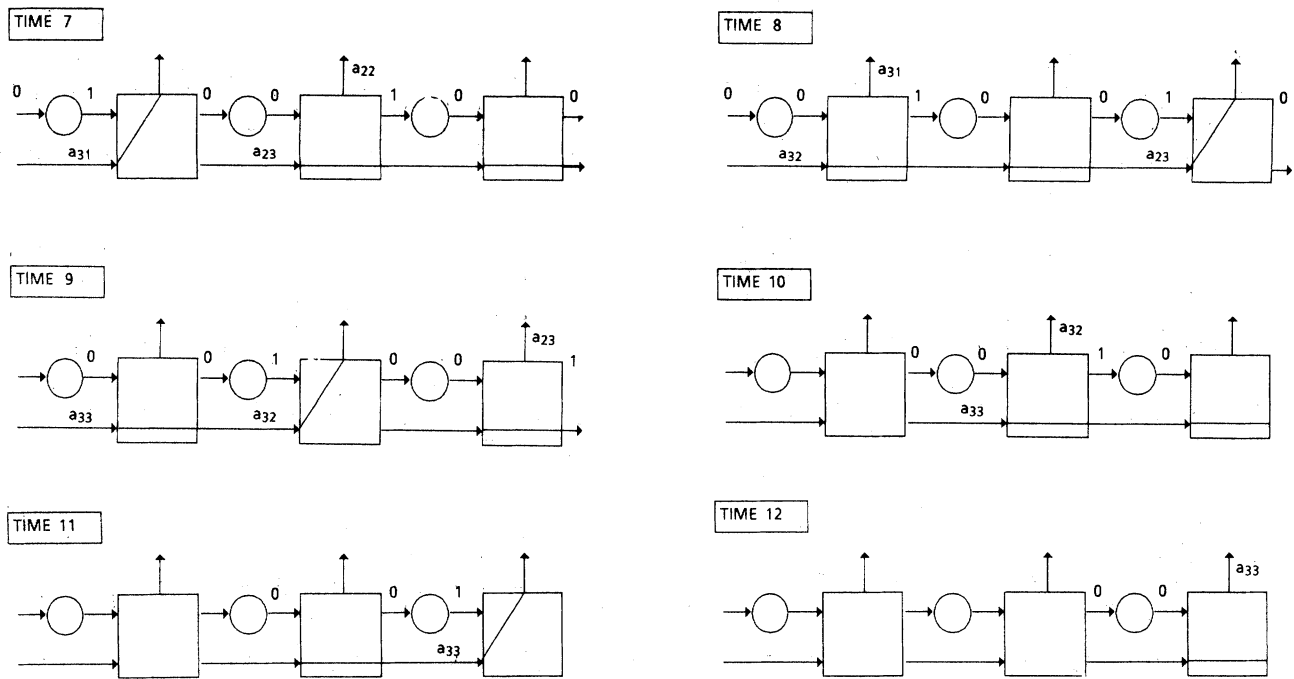 TIME 7
a22
0 1 0 0 1 0 0
a31 a23
TIME 8
a31
0 0 1 0 0 1 0
a32 a23
TIME 9
a23
0 0 1 0 0 1
a33 a32
TIME 10
a32
0 0 1 0
a33
TIME 11
0 0 1
a33
TIME 12
a33
0 0